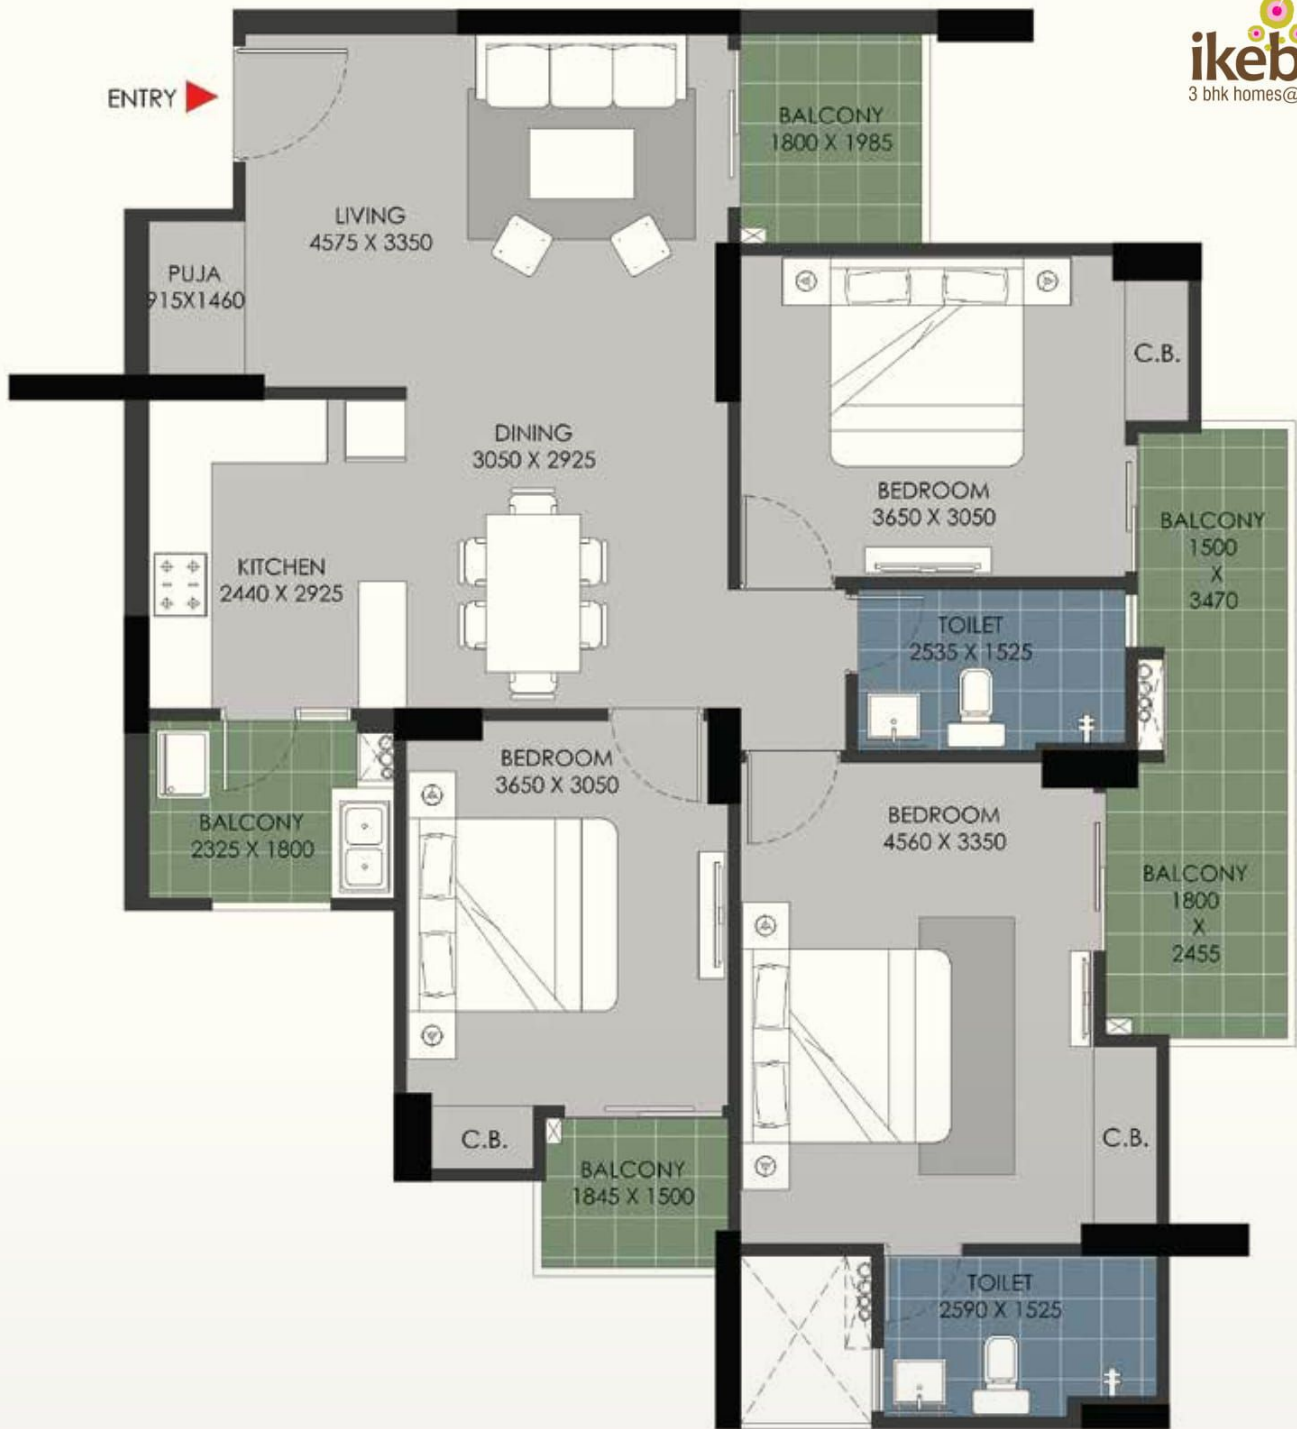 ikeb
3 bhk homes@
ENTRY
BALCONY
1800 X 1985
LIVING
4575 X 3350
PUJA
915X1460
C.B.
DINING
3050 X 2925
BEDROOM
3650 X 3050
BALCONY
1500
X
3470
KITCHEN
2440 X 2925
TOILET
2535 X 1525
BEDROOM
3650 X 3050
BALCONY
2325 X 1800
BEDROOM
4560 X 3350
BALCONY
1800
X
2455
C.B.
C.B.
BALCONY
1845 X 1500
TOILET
2590 X 1525